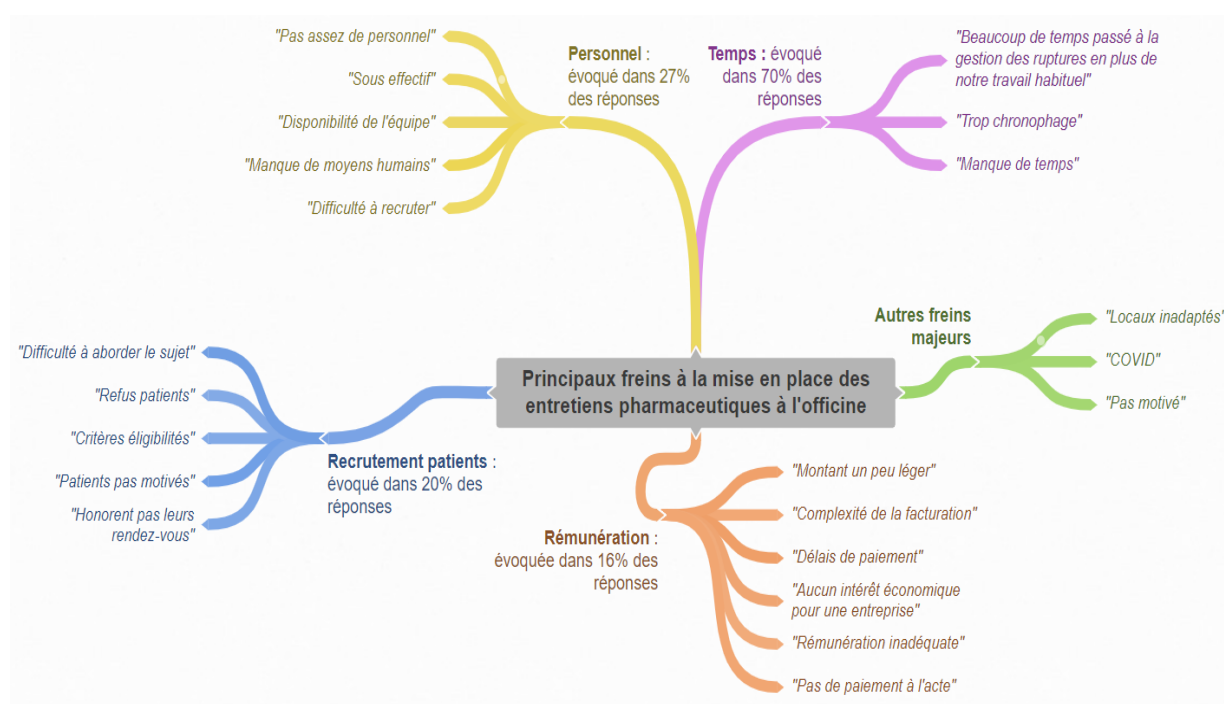 Principaux freins à la mise en place des
entretiens pharmaceutiques à l'officine
Personnel :
évoqué dans 27%
des réponses
"Pas assez de personnel"
"Sous effectif"
"Disponibilité de l'équipe"
"Manque de moyens humains"
"Difficulté à recruter"
Temps : évoqué
dans 70% des
réponses
"Beaucoup de temps passé à la
gestion des ruptures en plus de
notre travail habituel"
"Trop chronophage"
"Manque de temps"
Autres freins
majeurs
"Locaux inadaptés"
"COVID"
"Pas motivé"
Recrutement patients :
évoqué dans 20% des
réponses
"Difficulté à aborder le sujet"
"Refus patients"
"Critères éligibilités"
"Patients pas motivés"
"Honorent pas leurs
rendez-vous"
Rémunération :
évoquée dans 16% des
réponses
"Montant un peu léger"
"Complexité de la facturation"
"Délais de paiement"
"Aucun intérêt économique
pour une entreprise"
"Rémunération inadéquate"
"Pas de paiement à l'acte"